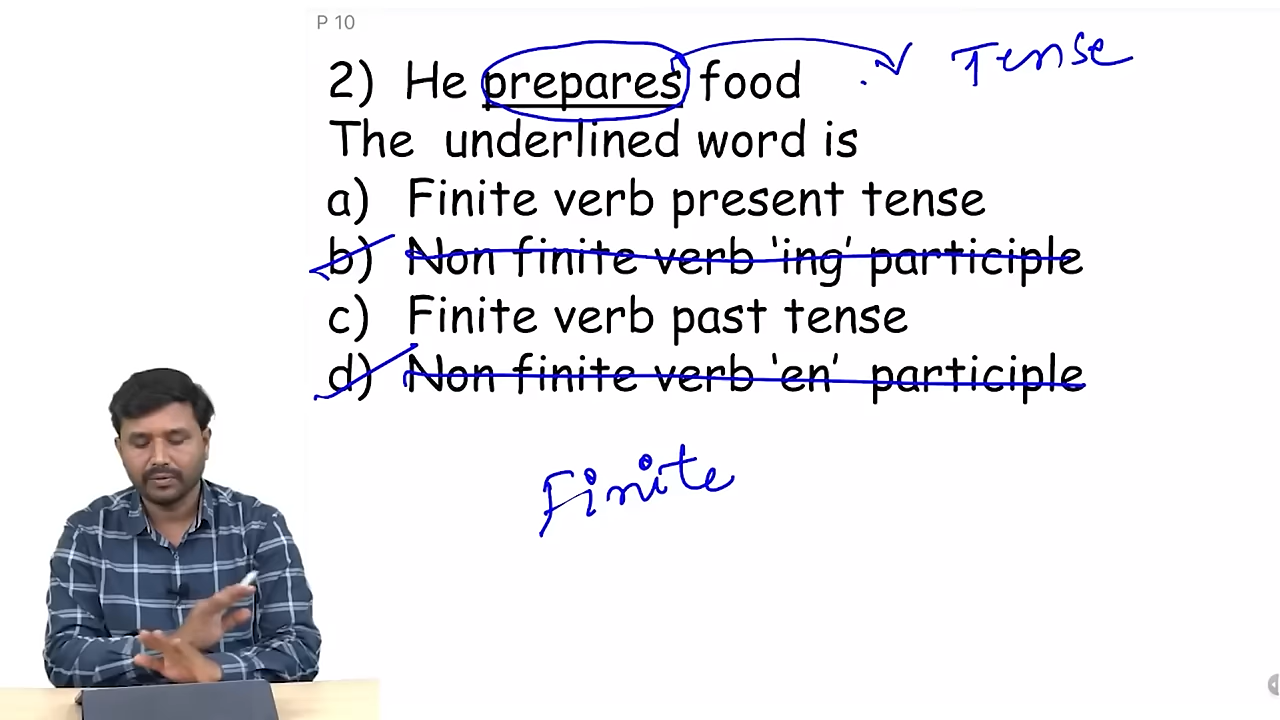 P 10
2) He prepares food Tense
The underlined word is
a) Finite verb present tense
b) Non finite verb 'ing' participle
c) Finite verb past tense
d) Non finite verb 'en' participle
Finite